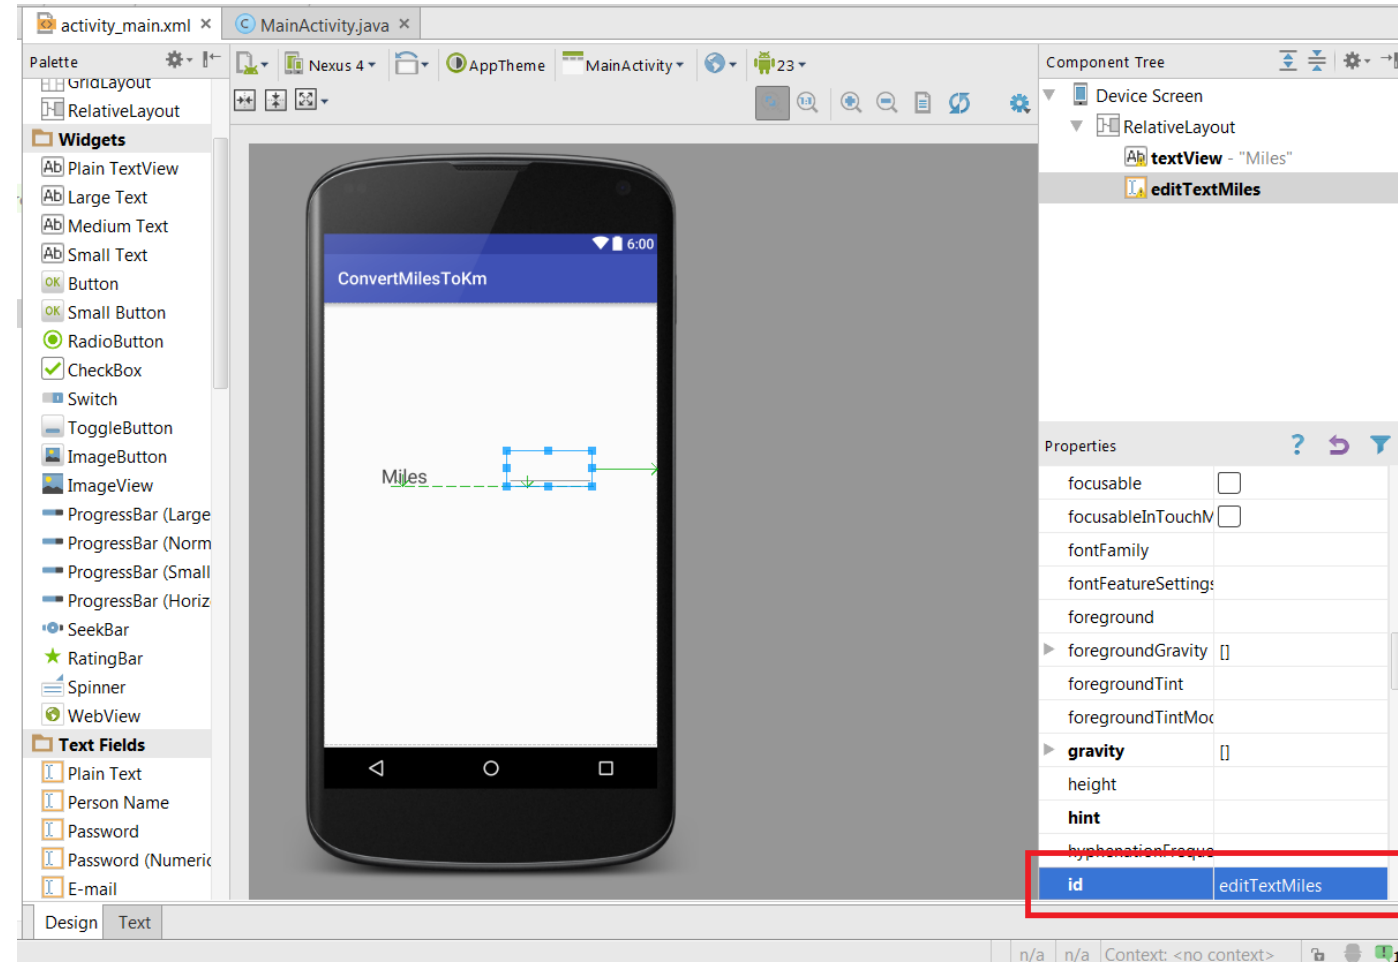 activity_main.xml
MainActivity.java
Palette
Nexus 4
AppTheme
MainActivity
23
Component Tree
GridLayout
RelativeLayout
Widgets
Plain TextView
Large Text
Medium Text
Small Text
Button
Small Button
RadioButton
CheckBox
Switch
ToggleButton
ImageButton
ImageView
ProgressBar (Large
ProgressBar (Norm
ProgressBar (Small
ProgressBar (Horiz
SeekBar
RatingBar
Spinner
WebView
Text Fields
Plain Text
Person Name
Password
Password (Numeric
E-mail
6:00
ConvertMilesToKm
Miles
Device Screen
RelativeLayout
textView - "Miles"
editTextMiles
Properties
?
focusable
focusableInTouchM
fontFamily
fontFeatureSettings
foreground
foregroundGravity []
foregroundTint
foregroundTintMod
gravity []
height
hint
hyphenationFreque
id editTextMiles
Design Text
n/a n/a Context: <no context>